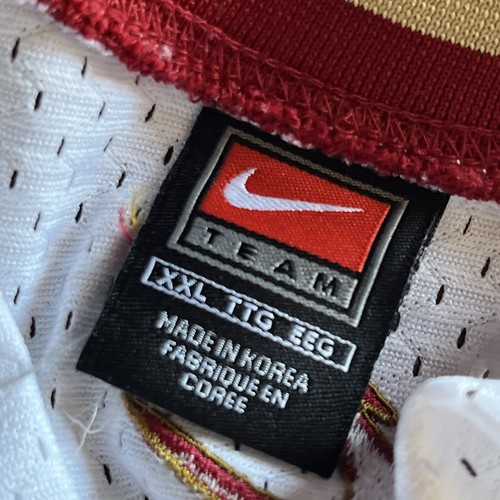 TEAM
XXL TTG EEG
MADE IN KOREA
FABRIQUE EN
COREE